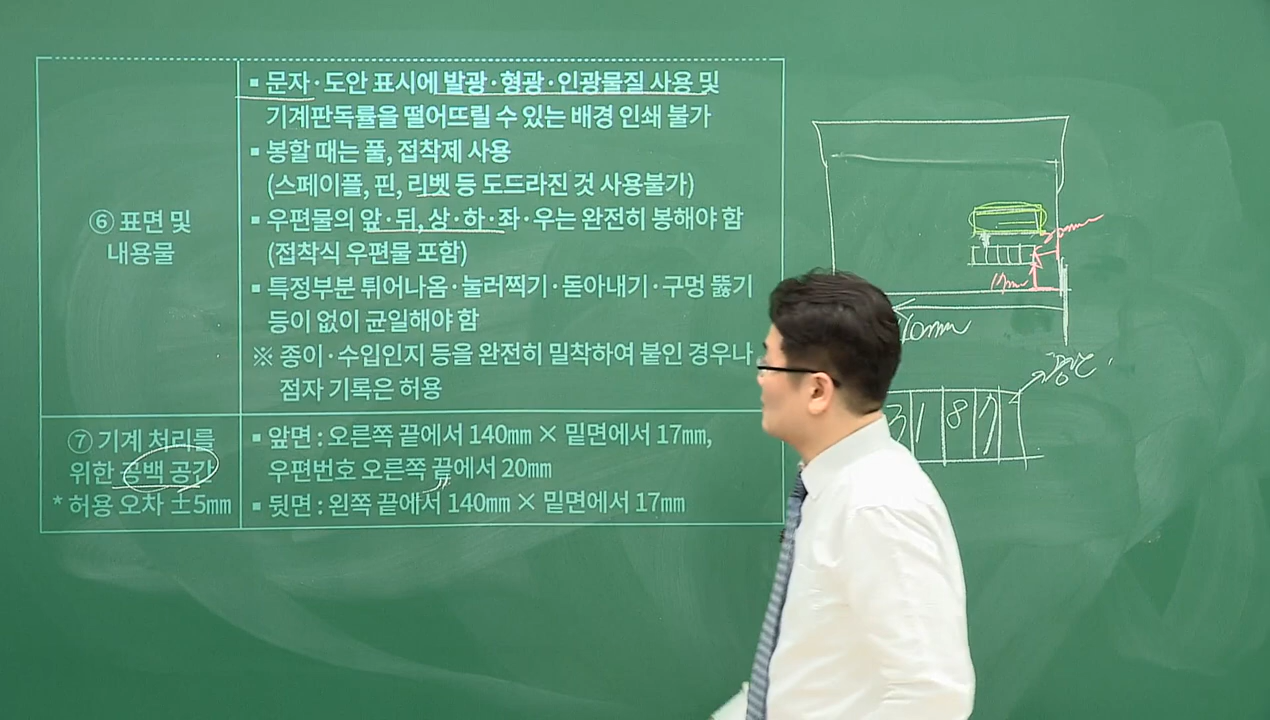 ⑥ 표면 및
내용물
▪ 문자·도안 표시에 발광·형광·인광물질 사용 및
기계판독률을 떨어뜨릴 수 있는 배경 인쇄 불가
▪ 봉할 때는 풀, 접착제 사용
(스페이플, 핀, 리벳 등 도드라진 것 사용불가)
▪ 우편물의 앞·뒤, 상·하·좌·우는 완전히 봉해야 함
(접착식 우편물 포함)
▪ 특정부분 튀어나옴·눌러찍기·돋아내기·구멍 뚫기
등이 없이 균일해야 함
※ 종이·수입인지 등을 완전히 밀착하여 붙인 경우나
점자 기록은 허용
⑦ 기계 처리를
위한 공백 공간
* 허용 오차 ±5㎜
▪ 앞면 : 오른쪽 끝에서 140㎜ × 밑면에서 17㎜,
우편번호 오른쪽 끝에서 20㎜
▪ 뒷면 : 왼쪽 끝에서 140㎜ × 밑면에서 17㎜
17mm
3 1 8 7